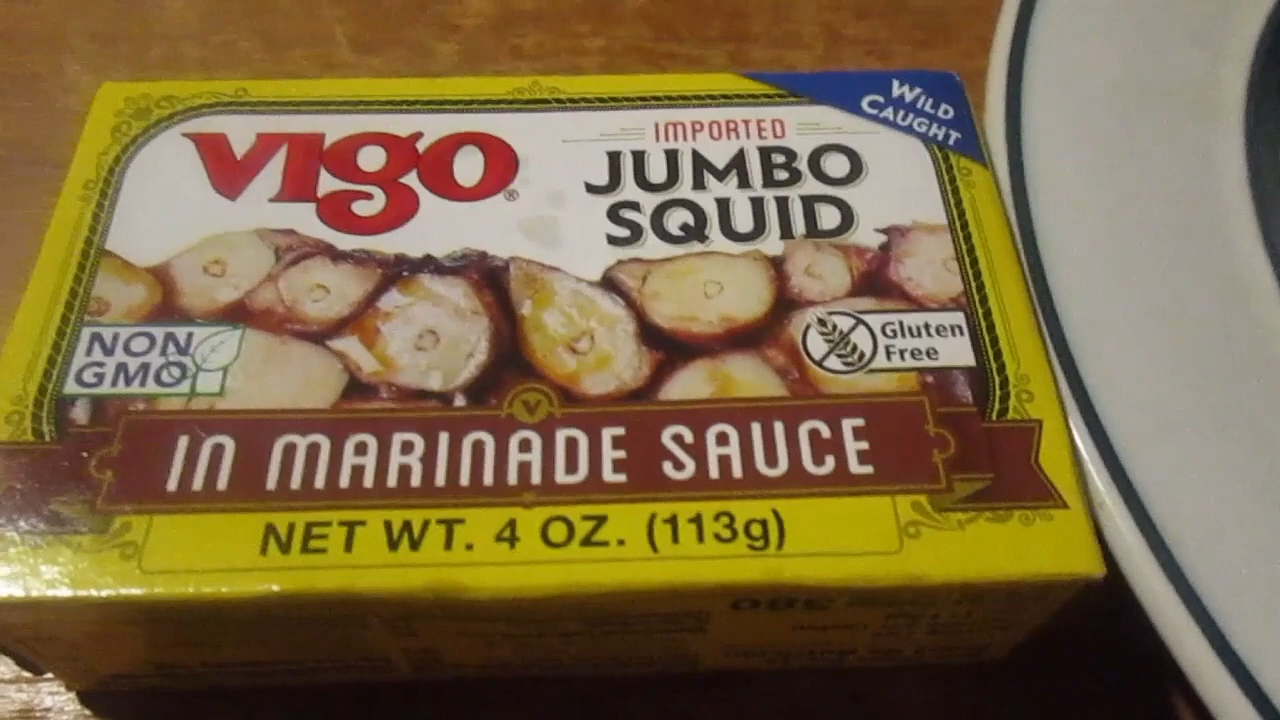 VIGO®
IMPORTED
JUMBO
SQUID
WILD
CAUGHT
NON
GMO
Gluten
Free
V
IN MARINADE SAUCE
NET WT. 4 OZ. (113g)